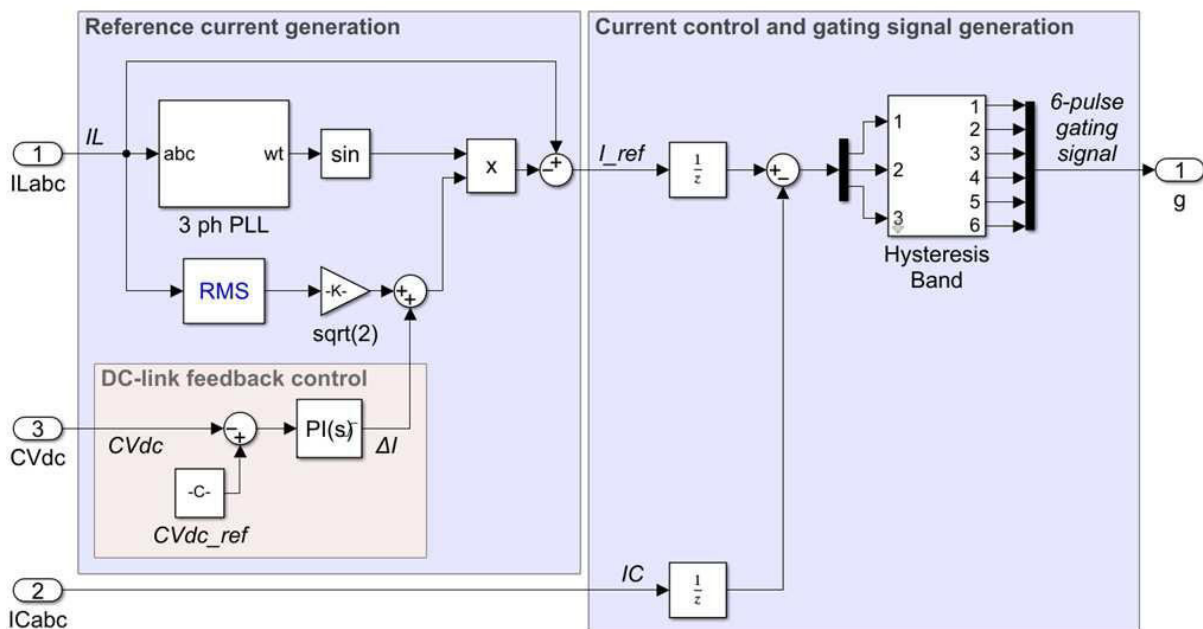 Reference current generation
IL
1
ILabc
abc
wt
3 ph PLL
sin
x
− +
RMS
-K-
sqrt(2)
+ +
DC-link feedback control
3
CVdc
CVdc
− +
PI(s)
ΔI
-C-
CVdc_ref
2
ICabc
Current control and gating signal generation
I_ref
1
z
+ −
1
2
3
1
2
3
4
5
6
Hysteresis
Band
6-pulse
gating
signal
1
g
IC
1
z